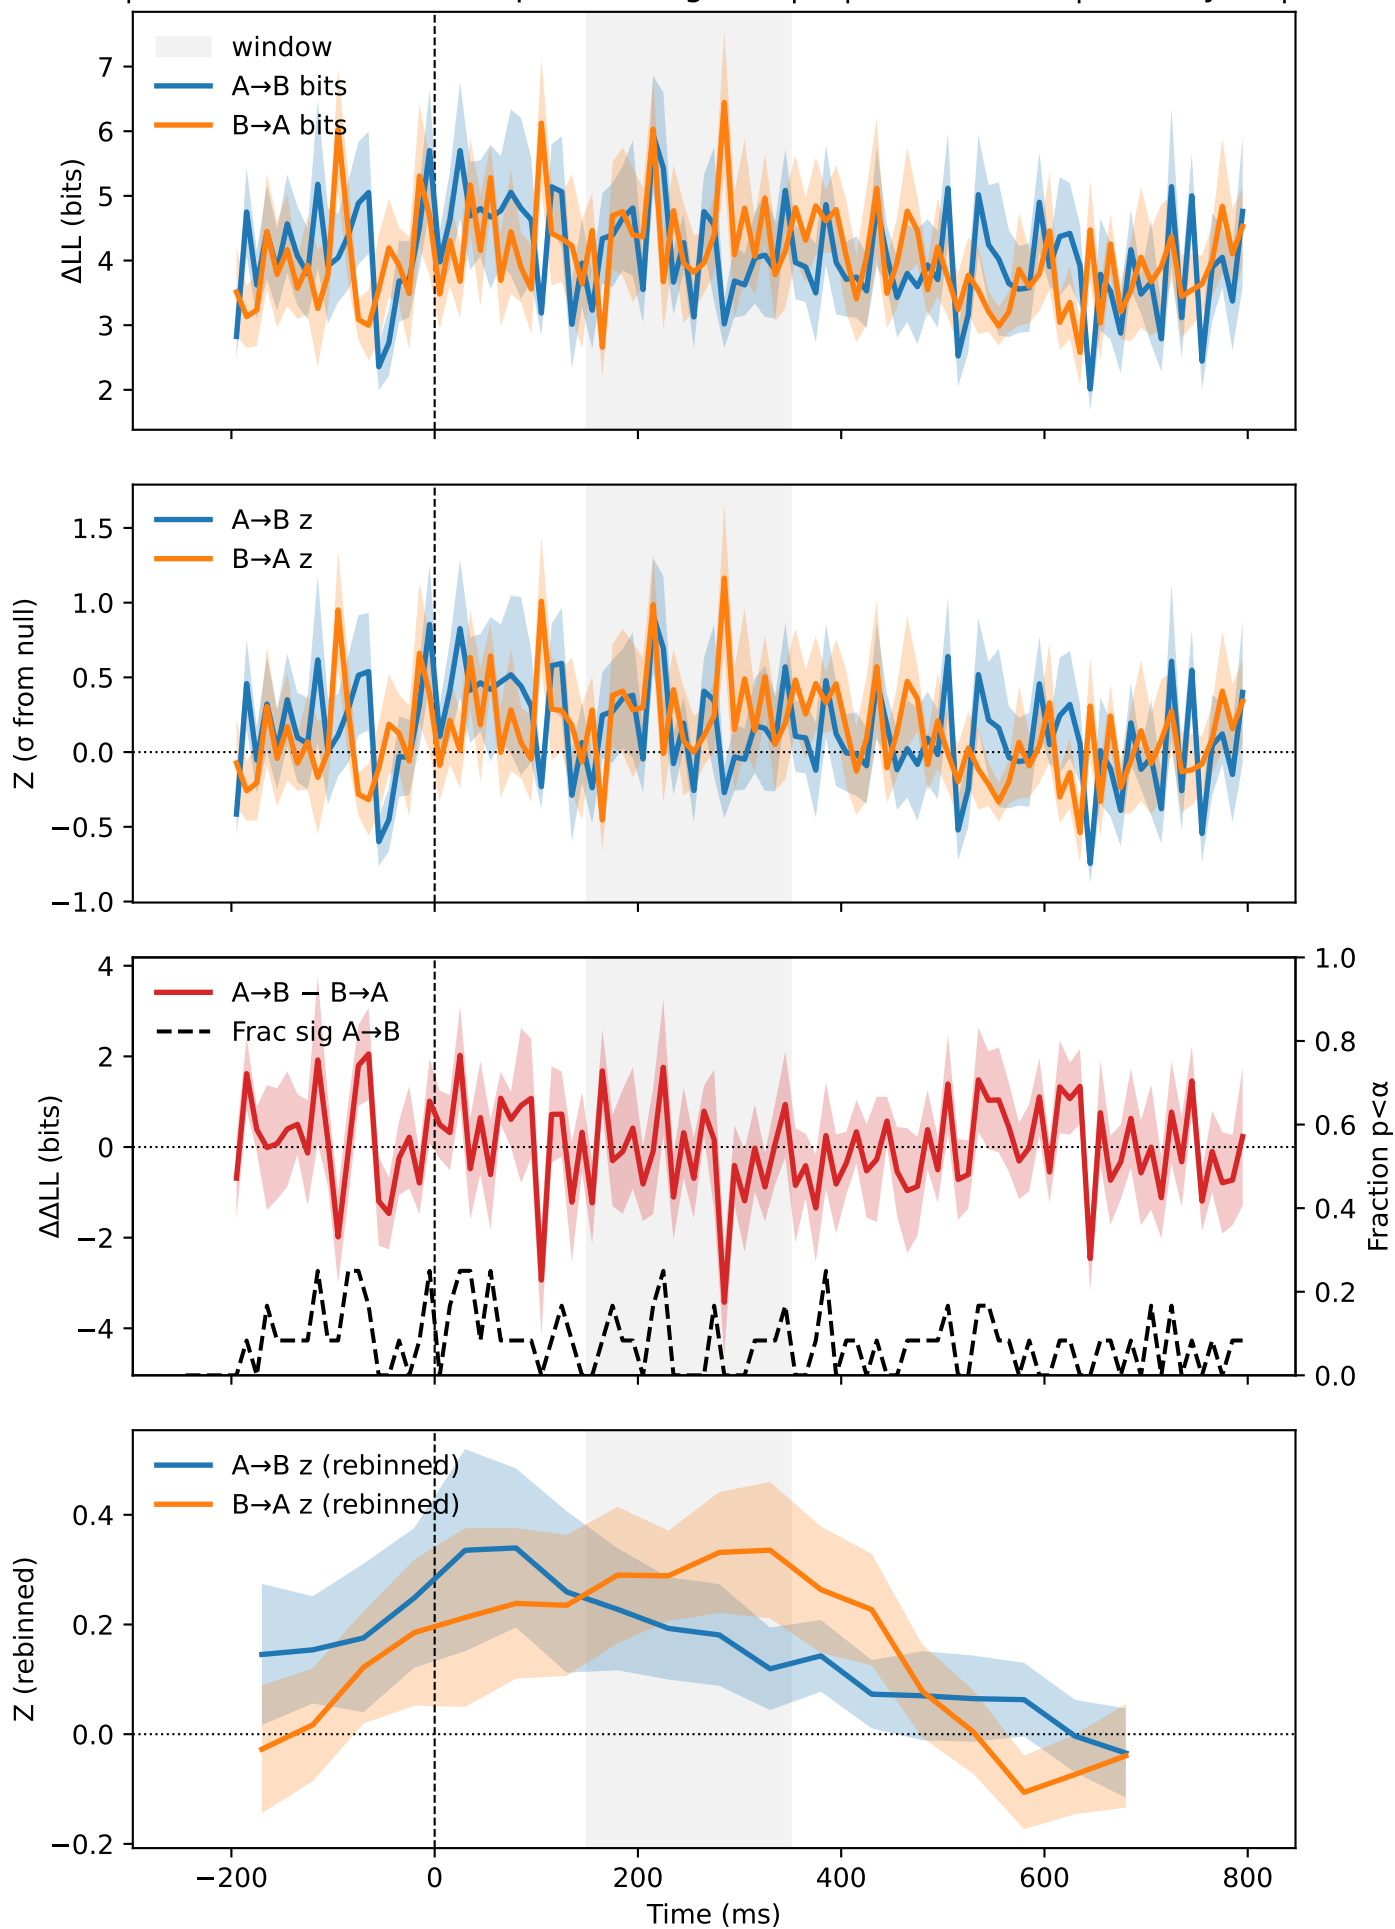 window
A→B bits
B→A bits
ΔLL (bits)
7
6
5
4
3
2
A→B z
B→A z
Z (σ from null)
1.5
1.0
0.5
0.0
−0.5
−1.0
A→B − B→A
Frac sig A→B
ΔΔLL (bits)
4
2
0
−2
−4
1.0
0.8
0.6
0.4
0.2
0.0
Fraction p<α
A→B z (rebinned)
B→A z (rebinned)
Z (rebinned)
0.4
0.2
0.0
−0.2
−200
0
200
400
600
800
Time (ms)